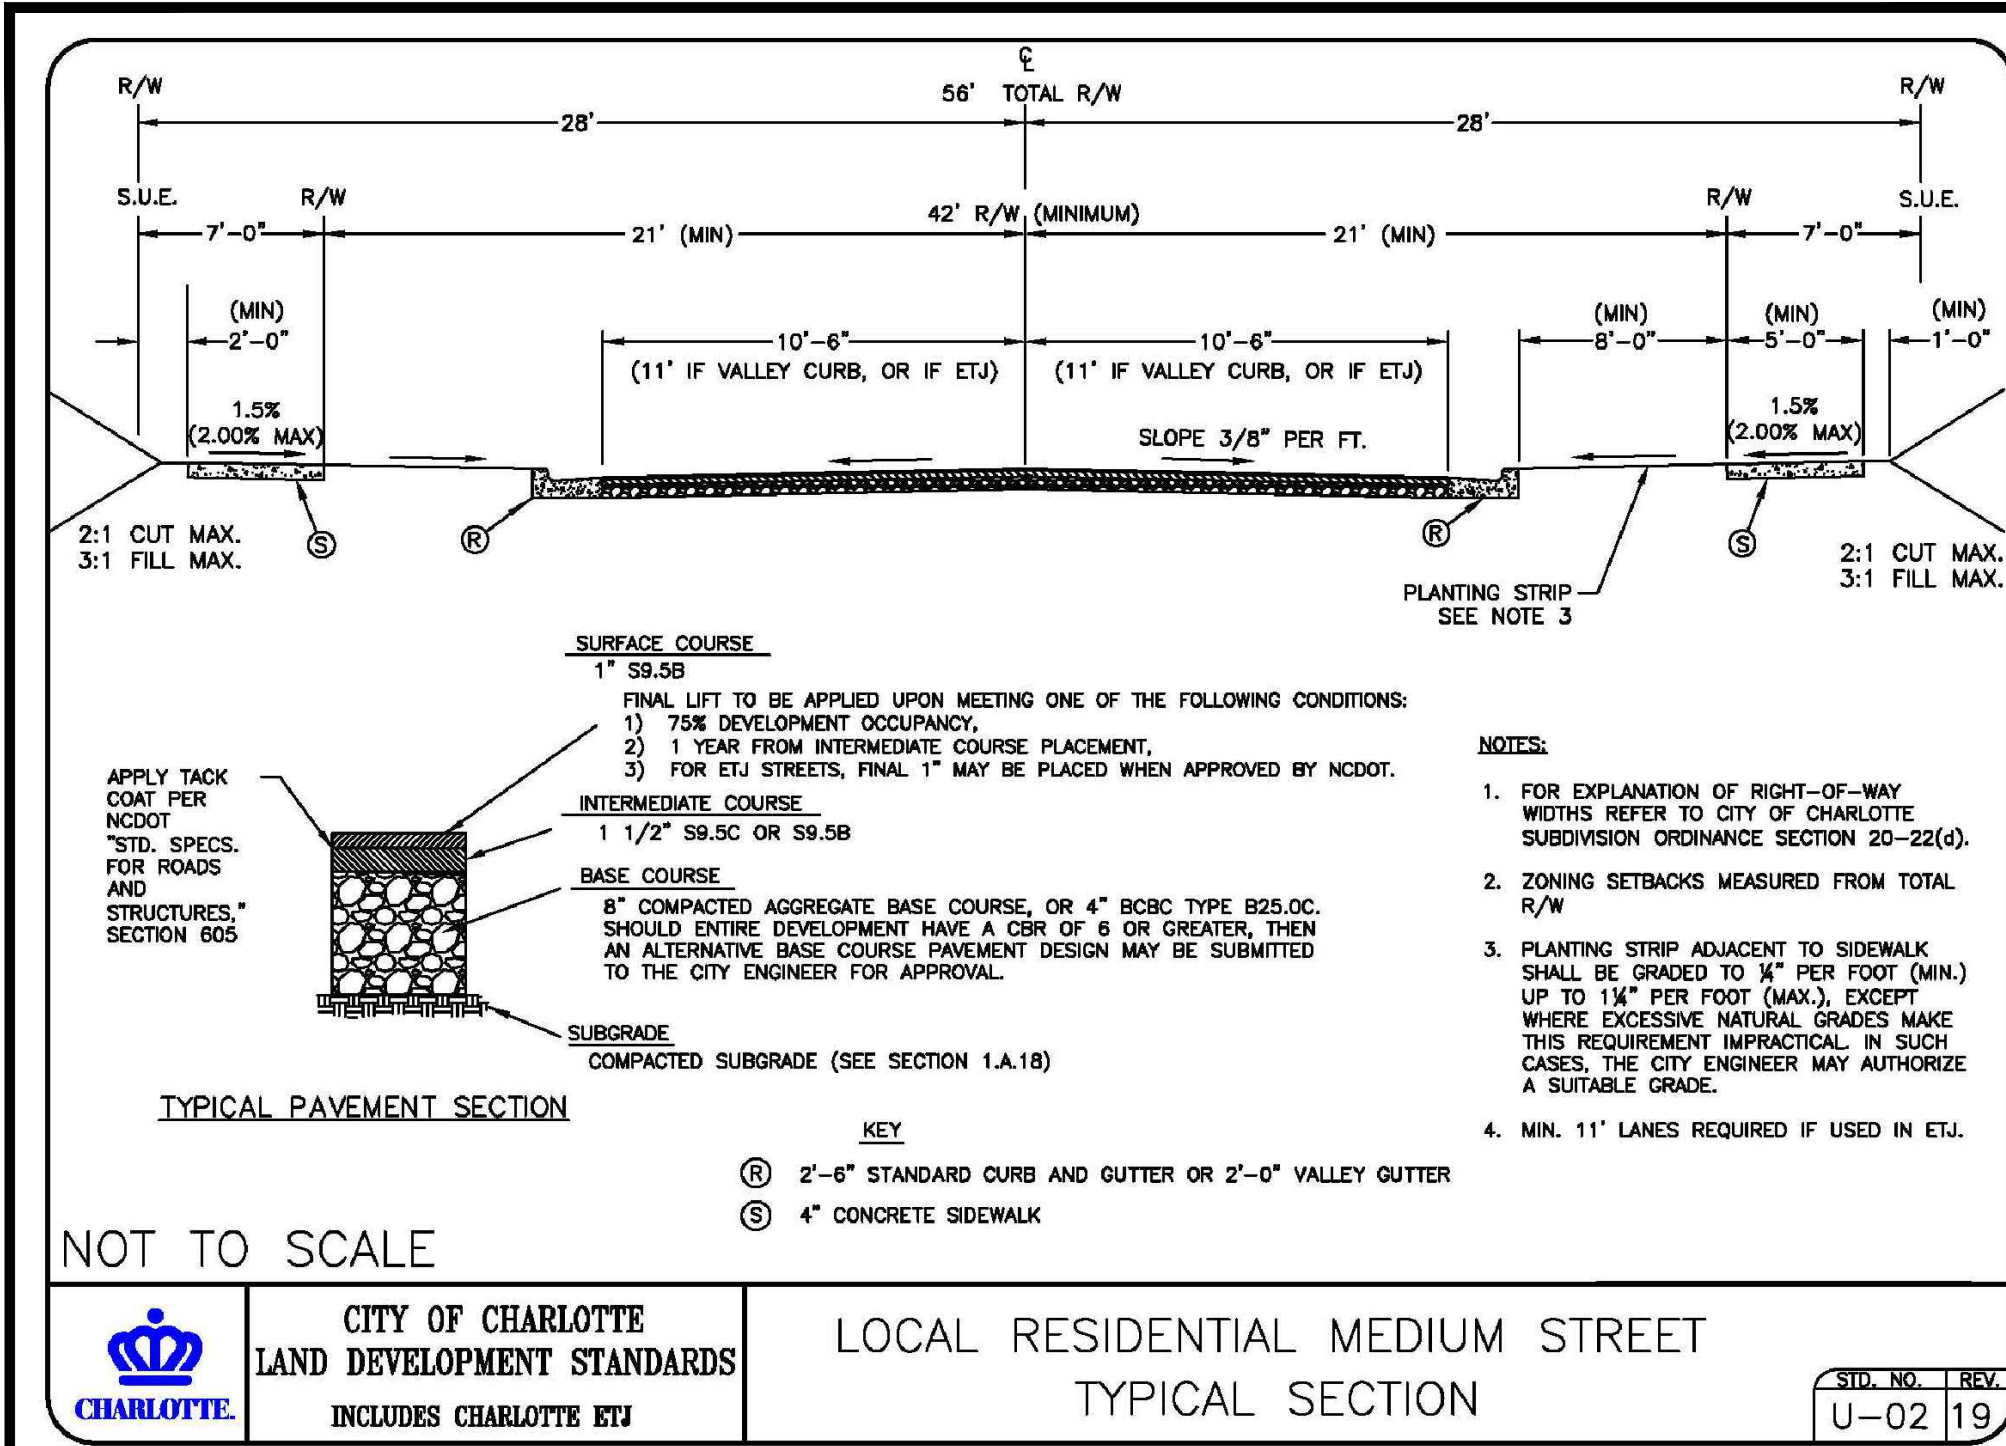 ℄
56' TOTAL R/W
R/W
R/W
28'
28'
S.U.E.
R/W
42' R/W (MINIMUM)
R/W
S.U.E.
7'-0"
21' (MIN)
21' (MIN)
7'-0"
(MIN)
2'-0"
10'-6"
(11' IF VALLEY CURB, OR IF ETJ)
10'-6"
(11' IF VALLEY CURB, OR IF ETJ)
(MIN)
8'-0"
(MIN)
5'-0"
(MIN)
1'-0"
1.5%
(2.00% MAX)
SLOPE 3/8" PER FT.
1.5%
(2.00% MAX)
2:1 CUT MAX.
3:1 FILL MAX.
S
R
R
S
2:1 CUT MAX.
3:1 FILL MAX.
PLANTING STRIP
SEE NOTE 3
SURFACE COURSE
1" S9.5B
FINAL LIFT TO BE APPLIED UPON MEETING ONE OF THE FOLLOWING CONDITIONS:
1) 75% DEVELOPMENT OCCUPANCY,
2) 1 YEAR FROM INTERMEDIATE COURSE PLACEMENT,
3) FOR ETJ STREETS, FINAL 1" MAY BE PLACED WHEN APPROVED BY NCDOT.
APPLY TACK
COAT PER
NCDOT
"STD. SPECS.
FOR ROADS
AND
STRUCTURES,"
SECTION 605
INTERMEDIATE COURSE
1 1/2" S9.5C OR S9.5B
BASE COURSE
8" COMPACTED AGGREGATE BASE COURSE, OR 4" BCBC TYPE B25.0C.
SHOULD ENTIRE DEVELOPMENT HAVE A CBR OF 6 OR GREATER, THEN
AN ALTERNATIVE BASE COURSE PAVEMENT DESIGN MAY BE SUBMITTED
TO THE CITY ENGINEER FOR APPROVAL.
SUBGRADE
COMPACTED SUBGRADE (SEE SECTION 1.A.18)
TYPICAL PAVEMENT SECTION
NOTES:
1. FOR EXPLANATION OF RIGHT-OF-WAY
WIDTHS REFER TO CITY OF CHARLOTTE
SUBDIVISION ORDINANCE SECTION 20-22(d).
2. ZONING SETBACKS MEASURED FROM TOTAL
R/W
3. PLANTING STRIP ADJACENT TO SIDEWALK
SHALL BE GRADED TO ¼" PER FOOT (MIN.)
UP TO 1¼" PER FOOT (MAX.), EXCEPT
WHERE EXCESSIVE NATURAL GRADES MAKE
THIS REQUIREMENT IMPRACTICAL. IN SUCH
CASES, THE CITY ENGINEER MAY AUTHORIZE
A SUITABLE GRADE.
4. MIN. 11' LANES REQUIRED IF USED IN ETJ.
KEY
R 2'-6" STANDARD CURB AND GUTTER OR 2'-0" VALLEY GUTTER
S 4" CONCRETE SIDEWALK
NOT TO SCALE
CHARLOTTE.
CITY OF CHARLOTTE
LAND DEVELOPMENT STANDARDS
INCLUDES CHARLOTTE ETJ
LOCAL RESIDENTIAL MEDIUM STREET
TYPICAL SECTION
STD. NO. REV.
U-02 19